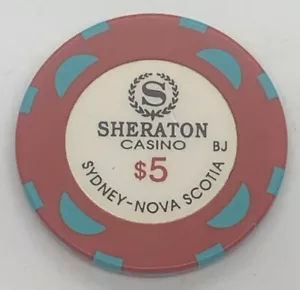 S
SHERATON
CASINO BJ
$5
SYDNEY-NOVA SCOTIA